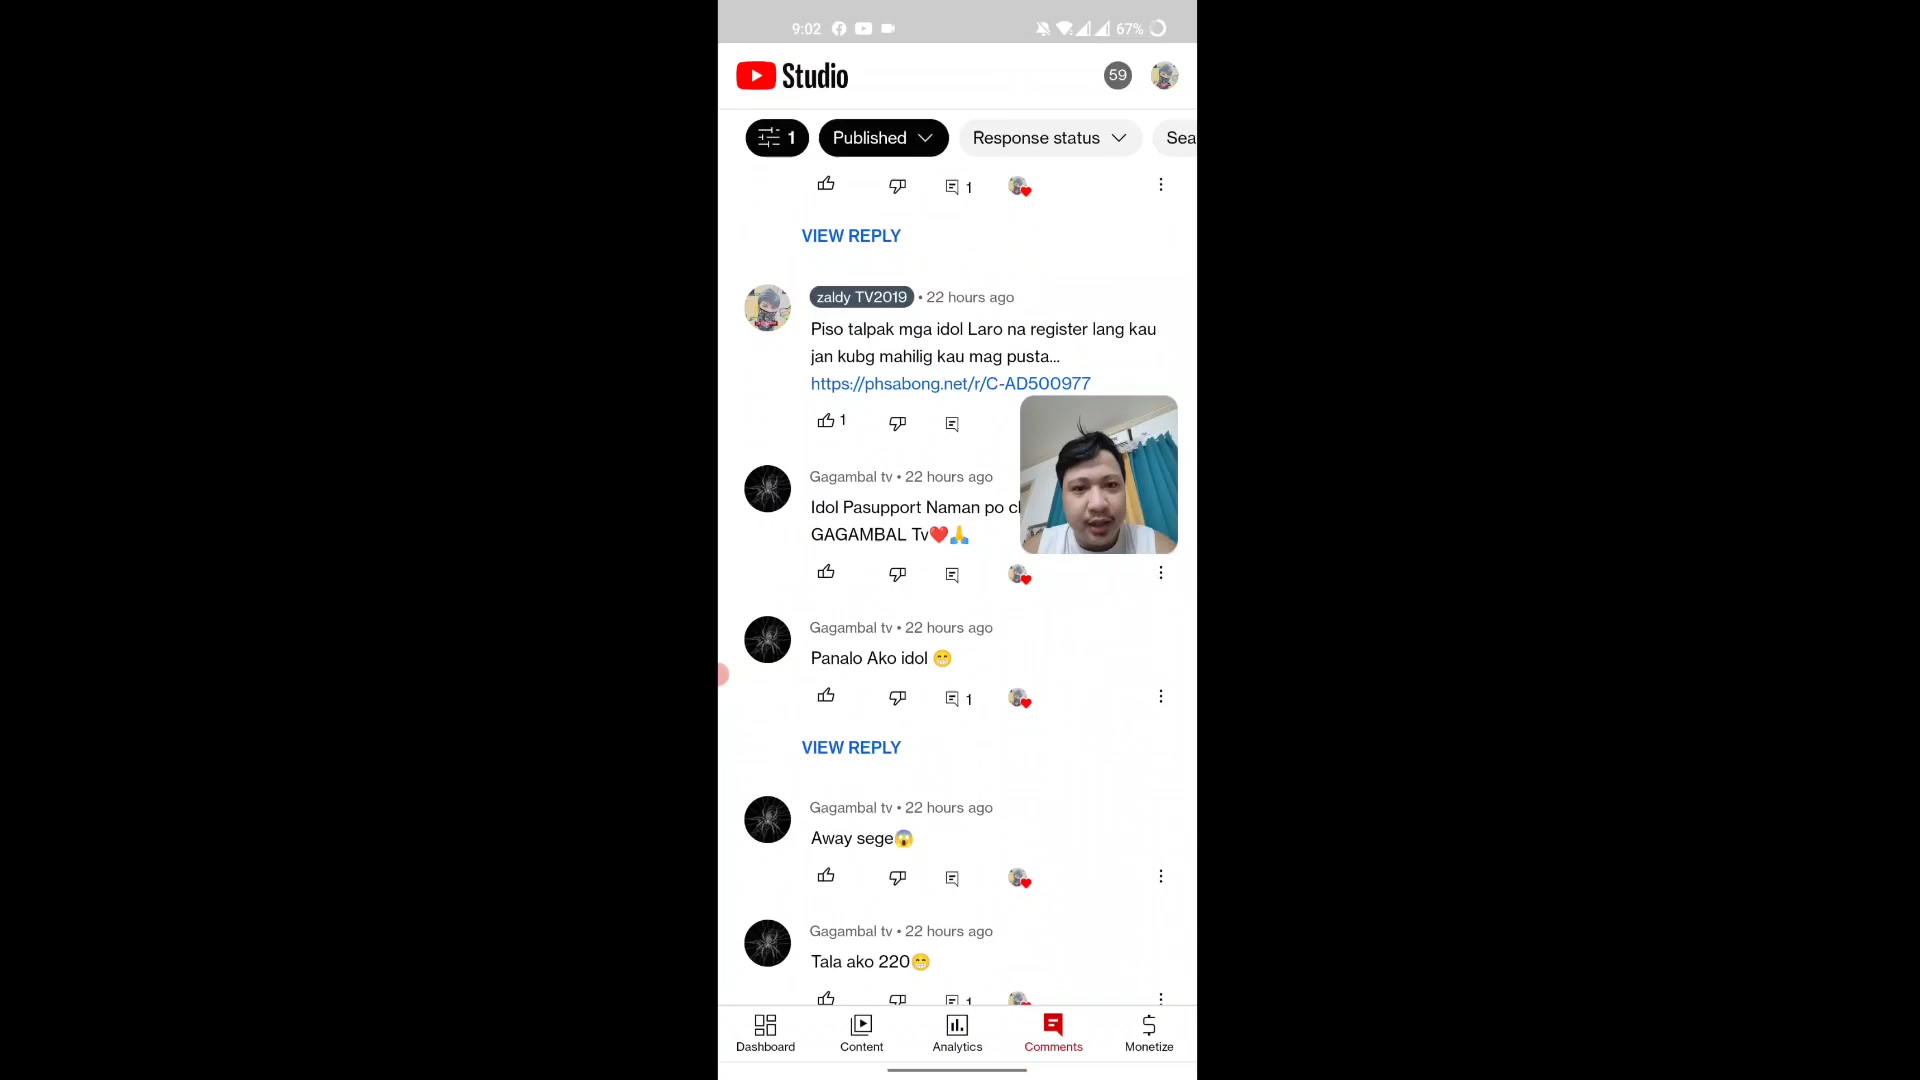 9:02
67%
Studio
59
1
Published
Response status
Sea
1
VIEW REPLY
zaldy TV2019 • 22 hours ago
Piso talpak mga idol Laro na register lang kau
jan kubg mahilig kau mag pusta...
https://phsabong.net/r/C-AD500977
1
Gagambal tv • 22 hours ago
Idol Pasupport Naman po cl
GAGAMBAL Tv❤️🙏
Gagambal tv • 22 hours ago
Panalo Ako idol 😁
1
VIEW REPLY
Gagambal tv • 22 hours ago
Away sege😱
Gagambal tv • 22 hours ago
Tala ako 220😁
1
Dashboard
Content
Analytics
Comments
Monetize